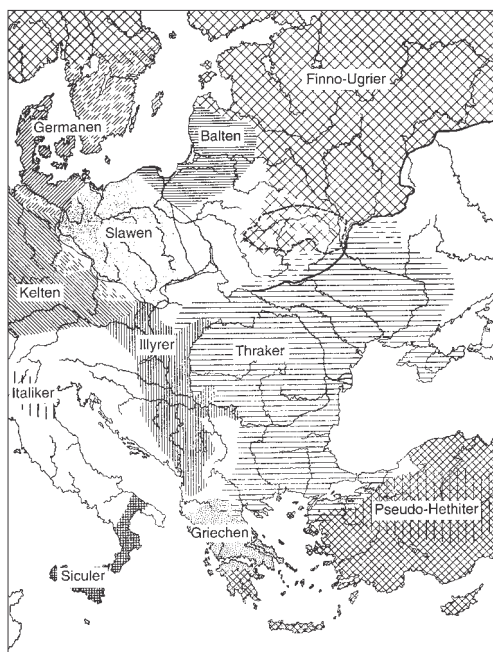 Finno-Ugrier
Germanen
Balten
Slawen
Kelten
Illyrer
Thraker
Italiker
Pseudo-Hethiter
Griechen
Siculer